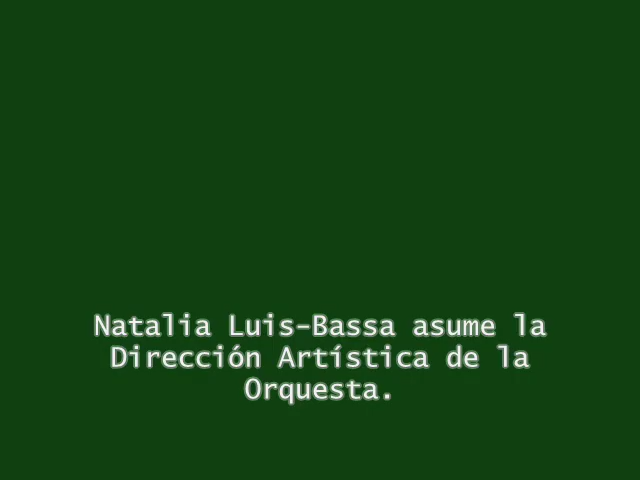 Natalia Luis-Bassa asume la
Dirección Artística de la
Orquesta.